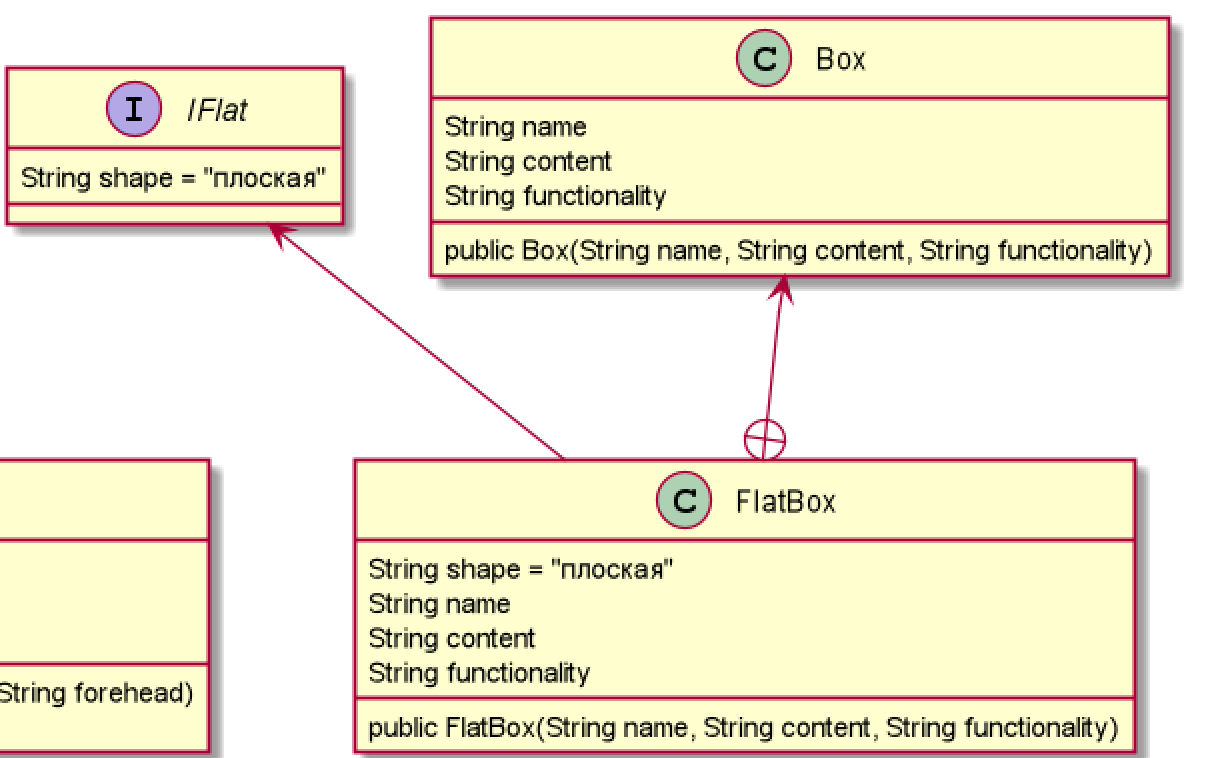 I IFlat
String shape = "плоская"
C Box
String name
String content
String functionality
public Box(String name, String content, String functionality)
String forehead)
C FlatBox
String shape = "плоская"
String name
String content
String functionality
public FlatBox(String name, String content, String functionality)